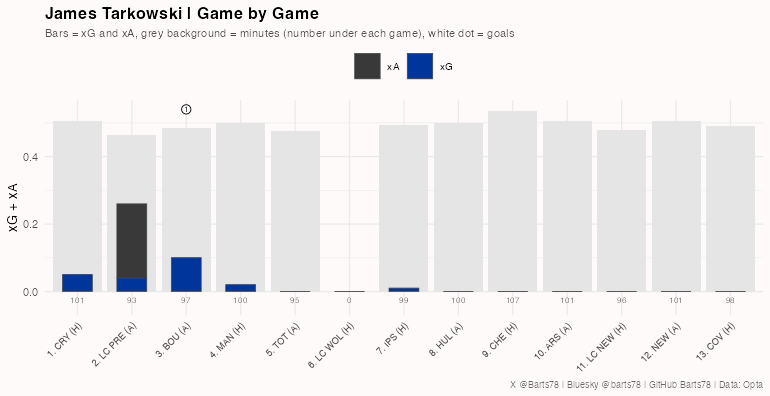 James Tarkowski | Game by Game
Bars = xG and xA, grey background = minutes (number under each game), white dot = goals
xA xG
1
xG + xA
0.4
0.2
0.0
101 93 97 100 95 0 99 100 107 101 96 101 98
1. CRY (H) 2. LC PRE (A) 3. BOU (A) 4. MAN (H) 5. TOT (A) 6. LC WOL (H) 7. IPS (H) 8. HUL (A) 9. CHE (H) 10. ARS (A) 11. LC NEW (H) 12. NEW (A) 13. COV (H)
X @Barts78 | Bluesky @barts78 | GitHub Barts78 | Data: Opta